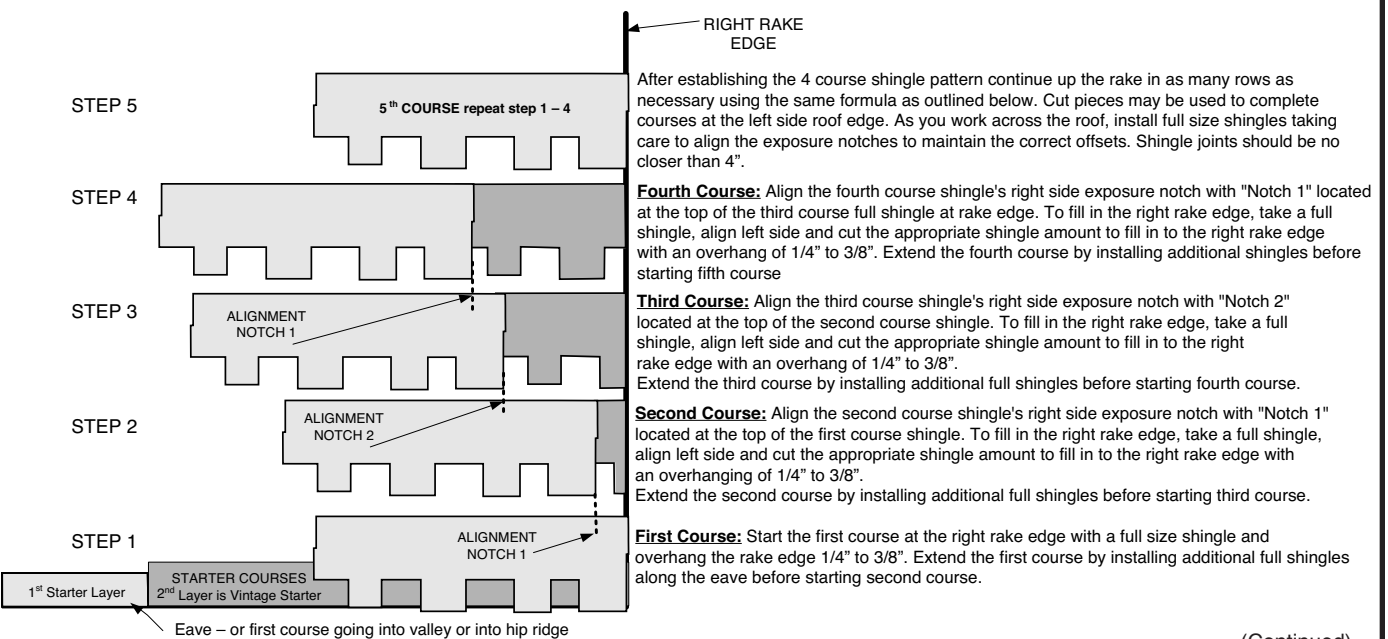 RIGHT RAKE
EDGE
STEP 5
5th COURSE repeat step 1 – 4
After establishing the 4 course shingle pattern continue up the rake in as many rows as
necessary using the same formula as outlined below. Cut pieces may be used to complete
courses at the left side roof edge. As you work across the roof, install full size shingles taking
care to align the exposure notches to maintain the correct offsets. Shingle joints should be no
closer than 4”.
STEP 4
Fourth Course: Align the fourth course shingle's right side exposure notch with "Notch 1" located
at the top of the third course full shingle at rake edge. To fill in the right rake edge, take a full
shingle, align left side and cut the appropriate shingle amount to fill in to the right rake edge
with an overhang of 1/4” to 3/8”. Extend the fourth course by installing additional shingles before
starting fifth course
STEP 3
ALIGNMENT
NOTCH 1
Third Course: Align the third course shingle's right side exposure notch with "Notch 2"
located at the top of the second course shingle. To fill in the right rake edge, take a full
shingle, align left side and cut the appropriate shingle amount to fill in to the right
rake edge with an overhang of 1/4” to 3/8”.
Extend the third course by installing additional full shingles before starting fourth course.
STEP 2
ALIGNMENT
NOTCH 2
Second Course: Align the second course shingle's right side exposure notch with "Notch 1"
located at the top of the first course shingle. To fill in the right rake edge, take a full shingle,
align left side and cut the appropriate shingle amount to fill in to the right rake edge with
an overhanging of 1/4” to 3/8”.
Extend the second course by installing additional full shingles before starting third course.
STEP 1
ALIGNMENT
NOTCH 1
First Course: Start the first course at the right rake edge with a full size shingle and
overhang the rake edge 1/4” to 3/8”. Extend the first course by installing additional full shingles
along the eave before starting second course.
1st Starter Layer
STARTER COURSES
2nd Layer is Vintage Starter
Eave – or first course going into valley or into hip ridge
(Continued)